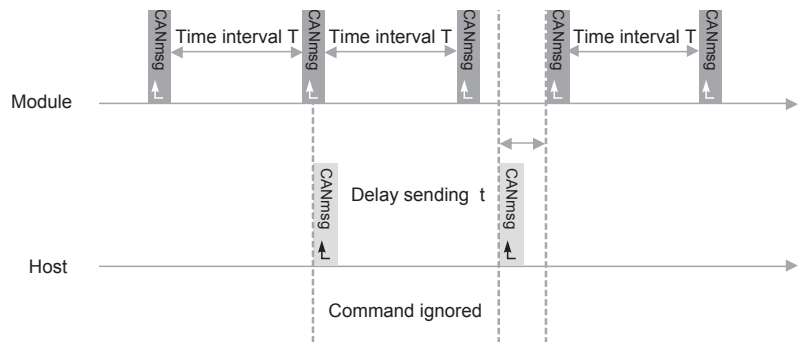 CANmsg
Time interval T
CANmsg
Time interval T
CANmsg
CANmsg
Time interval T
CANmsg
Module
CANmsg
Delay sending t
CANmsg
Host
Command ignored